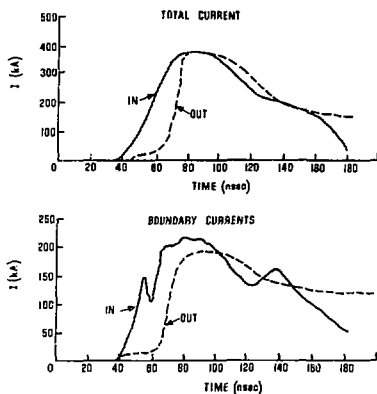 TOTAL CURRENT
500
400
300
200
100
0
I (kA)
IN
OUT
0 20 40 60 80 100 120 140 160 180
TIME (nsec)
BOUNDARY CURRENTS
250
200
150
100
50
I (kA)
IN
OUT
0 20 40 60 80 100 120 140 160 180
TIME (nsec)